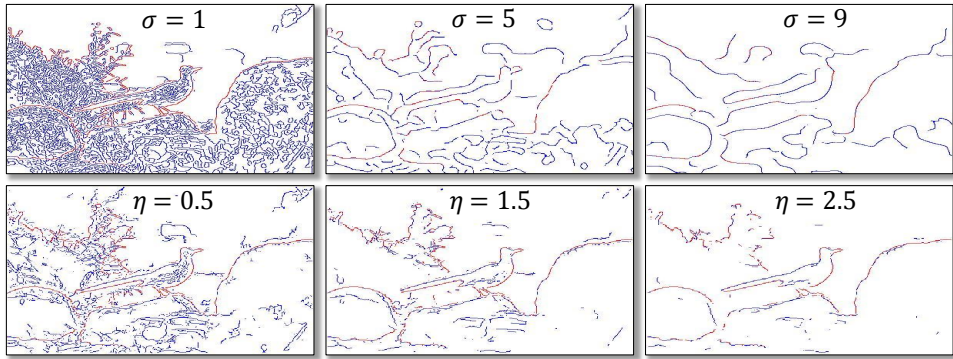 σ = 1
σ = 5
σ = 9
η = 0.5
η = 1.5
η = 2.5